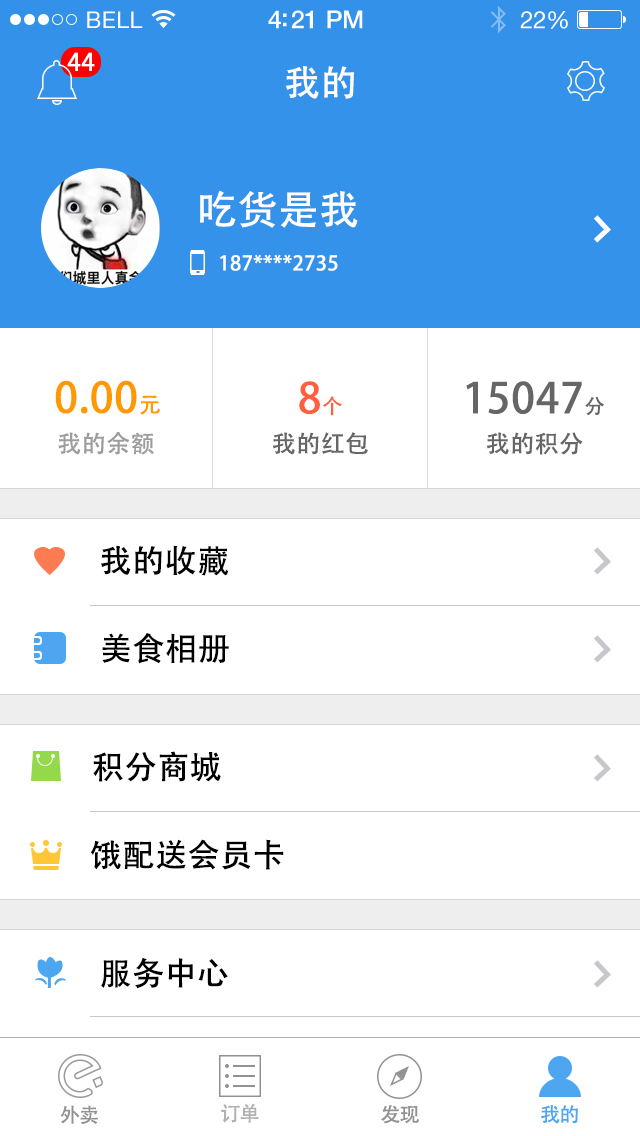 BELL 4:21 PM 22%
44
我的
吃货是我
们城里人真会
187****2735
0.00元 8个 15047分
我的余额 我的红包 我的积分
我的收藏
美食相册
积分商城
饿配送会员卡
服务中心
外卖 订单 发现 我的